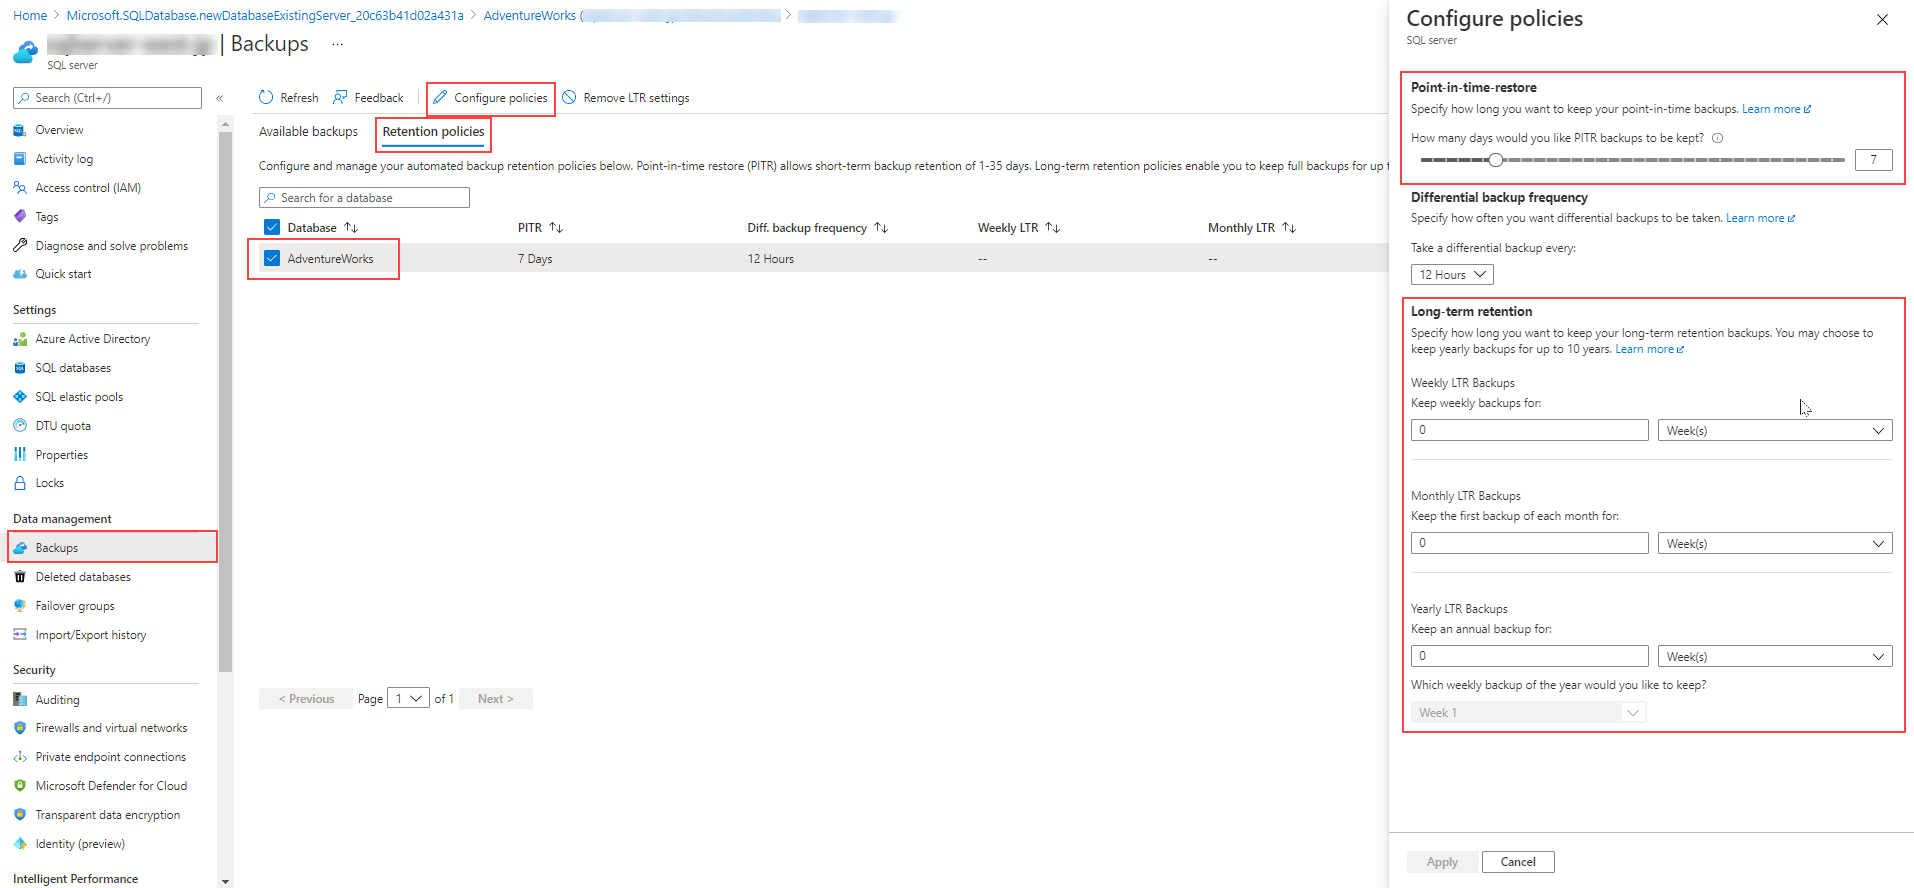 Home > Microsoft.SQLDatabase.newDatabaseExistingServer_20c63b41d02a431a > AdventureWorks ( >
| Backups ...
SQL server
Search (Ctrl+/) «
Overview
Activity log
Access control (IAM)
Tags
Diagnose and solve problems
Quick start
Settings
Azure Active Directory
SQL databases
SQL elastic pools
DTU quota
Properties
Locks
Data management
Backups
Deleted databases
Failover groups
Import/Export history
Security
Auditing
Firewalls and virtual networks
Private endpoint connections
Microsoft Defender for Cloud
Transparent data encryption
Identity (preview)
Intelligent Performance
Refresh Feedback Configure policies Remove LTR settings
Available backups Retention policies
Configure and manage your automated backup retention policies below. Point-in-time restore (PITR) allows short-term backup retention of 1-35 days. Long-term retention policies enable you to keep full backups for up t
Search for a database
Database ↑↓ PITR ↑↓ Diff. backup frequency ↑↓ Weekly LTR ↑↓ Monthly LTR ↑↓
AdventureWorks 7 Days 12 Hours -- --
< Previous Page 1 of 1 Next >
Configure policies
SQL server
Point-in-time-restore
Specify how long you want to keep your point-in-time backups. Learn more
How many days would you like PITR backups to be kept?
7
Differential backup frequency
Specify how often you want differential backups to be taken. Learn more
Take a differential backup every:
12 Hours
Long-term retention
Specify how long you want to keep your long-term retention backups. You may choose to
keep yearly backups for up to 10 years. Learn more
Weekly LTR Backups
Keep weekly backups for:
0 Week(s)
Monthly LTR Backups
Keep the first backup of each month for:
0 Week(s)
Yearly LTR Backups
Keep an annual backup for:
0 Week(s)
Which weekly backup of the year would you like to keep?
Week 1
Apply Cancel